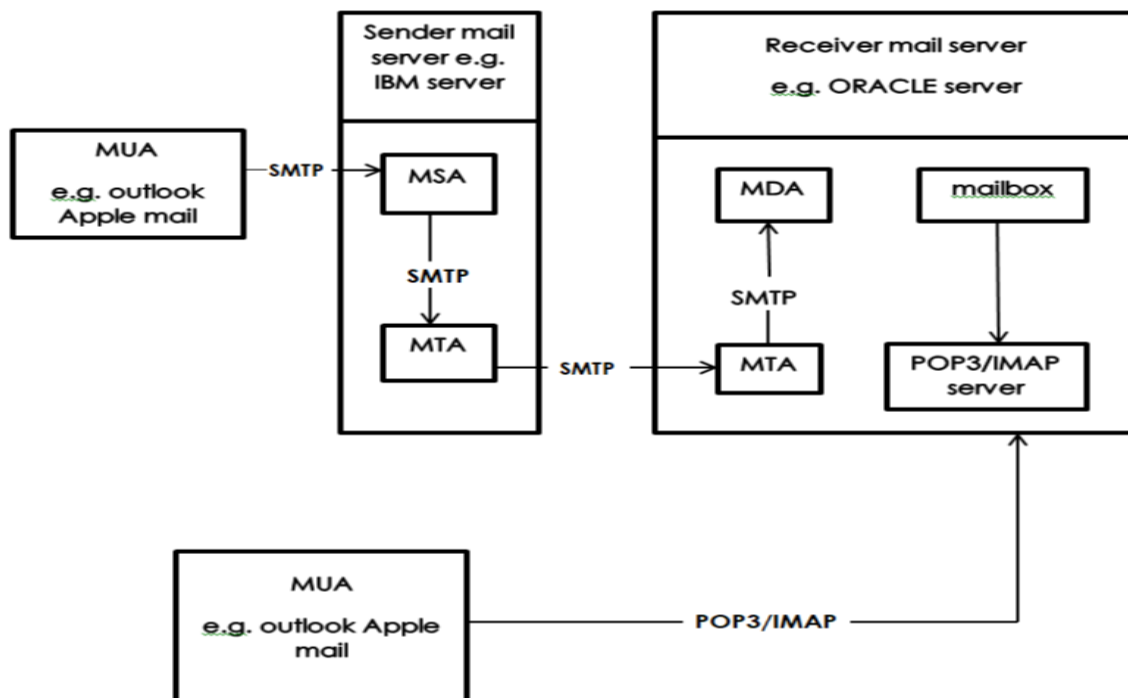 Sender mail
server e.g.
IBM server
Receiver mail server
e.g. ORACLE server
MUA
e.g. outlook
Apple mail
SMTP
MSA
SMTP
MTA
SMTP
MDA
SMTP
MTA
mailbox
POP3/IMAP
server
MUA
e.g. outlook Apple
mail
POP3/IMAP